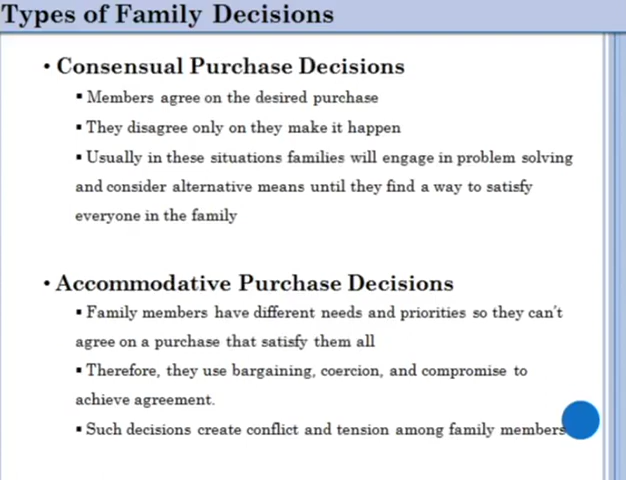 Types of Family Decisions
• Consensual Purchase Decisions
▪ Members agree on the desired purchase
▪ They disagree only on they make it happen
▪ Usually in these situations families will engage in problem solving
and consider alternative means until they find a way to satisfy
everyone in the family
• Accommodative Purchase Decisions
▪ Family members have different needs and priorities so they can't
agree on a purchase that satisfy them all
▪ Therefore, they use bargaining, coercion, and compromise to
achieve agreement.
▪ Such decisions create conflict and tension among family members